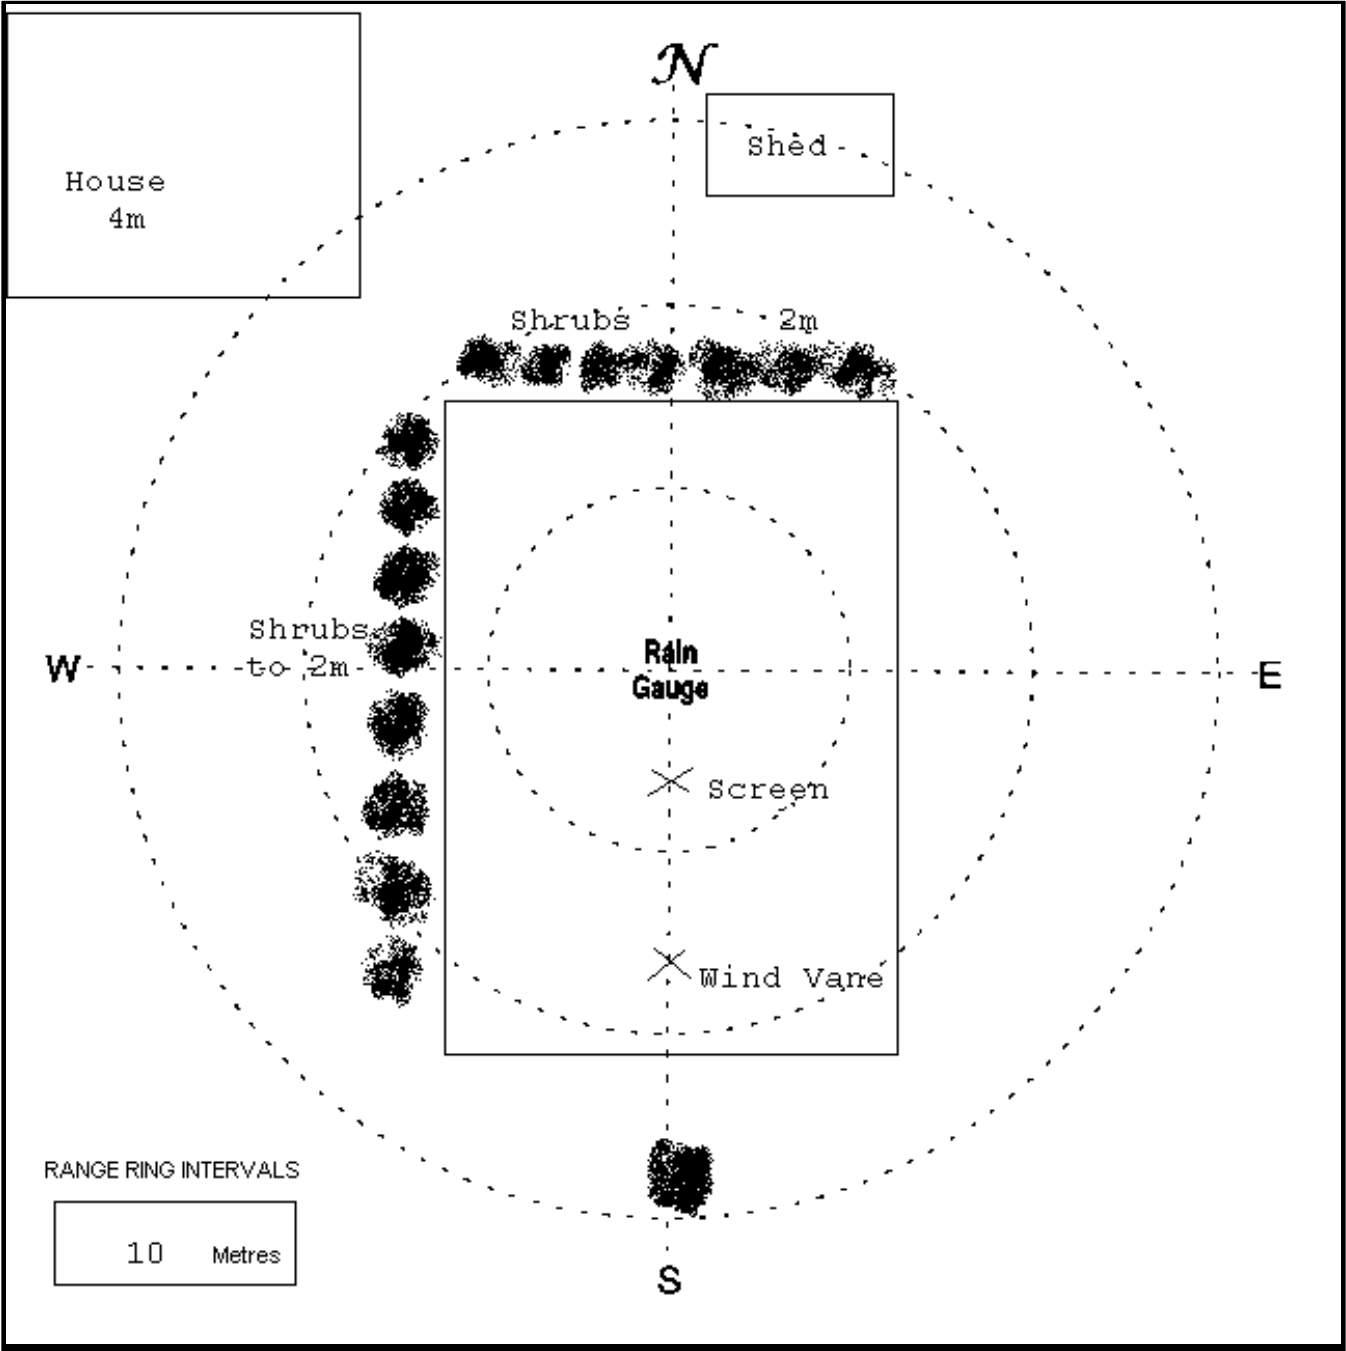 N
Shed
House
4m
Shrubs 2m
Shrubs
to 2m
Rain
Gauge
W
E
Screen
Wind Vane
RANGE RING INTERVALS
10 Metres
S